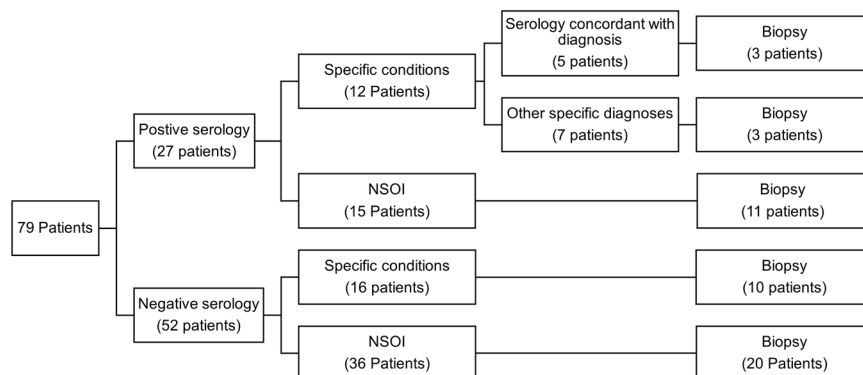 79 Patients
Postive serology
(27 patients)
Negative serology
(52 patients)
Specific conditions
(12 Patients)
NSOI
(15 Patients)
Specific conditions
(16 patients)
NSOI
(36 Patients)
Serology concordant with
diagnosis
(5 patients)
Other specific diagnoses
(7 patients)
Biopsy
(3 patients)
Biopsy
(3 patients)
Biopsy
(11 patients)
Biopsy
(10 patients)
Biopsy
(20 Patients)